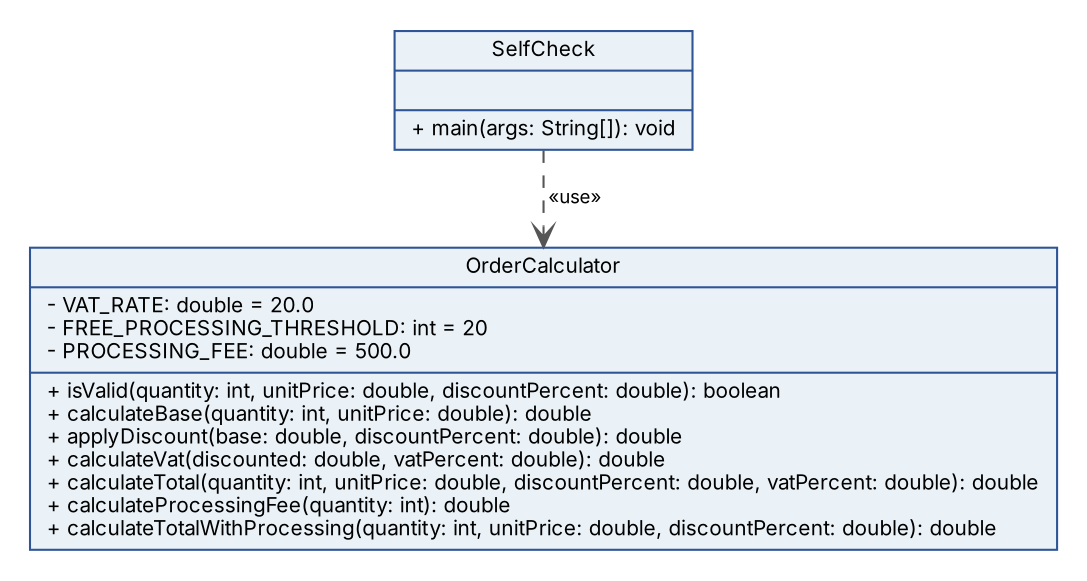 SelfCheck
+ main(args: String[]): void
«use»
OrderCalculator
- VAT_RATE: double = 20.0
- FREE_PROCESSING_THRESHOLD: int = 20
- PROCESSING_FEE: double = 500.0
+ isValid(quantity: int, unitPrice: double, discountPercent: double): boolean
+ calculateBase(quantity: int, unitPrice: double): double
+ applyDiscount(base: double, discountPercent: double): double
+ calculateVat(discounted: double, vatPercent: double): double
+ calculateTotal(quantity: int, unitPrice: double, discountPercent: double, vatPercent: double): double
+ calculateProcessingFee(quantity: int): double
+ calculateTotalWithProcessing(quantity: int, unitPrice: double, discountPercent: double): double